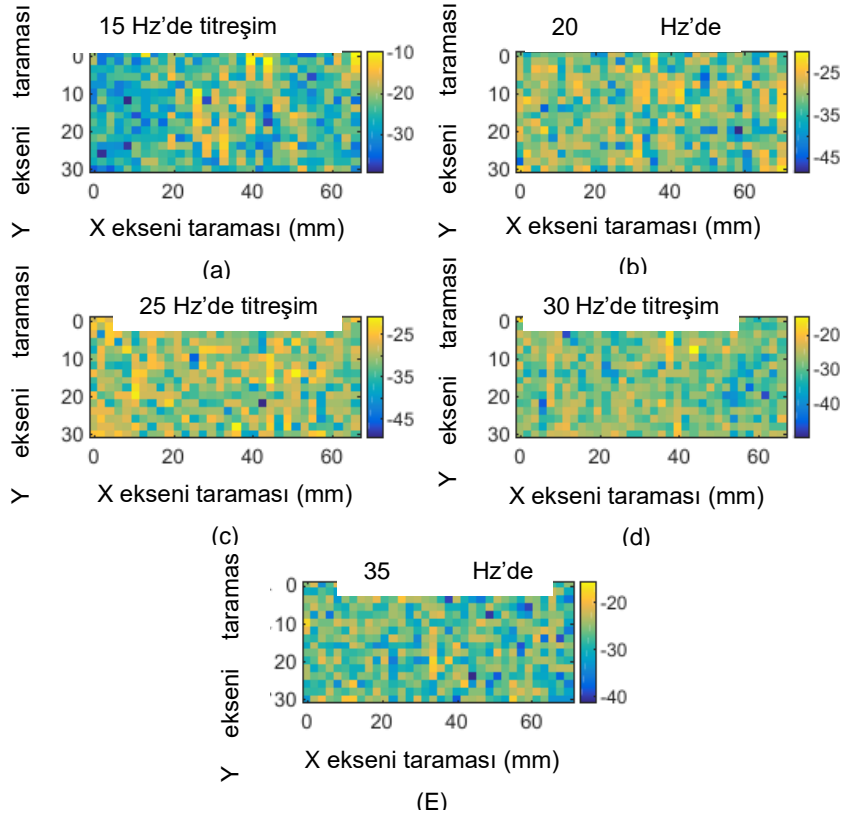 15 Hz’de titreşim
20 Hz’de
Y ekseni taraması
0
10
20
30
0 20 40 60
-10
-20
-30
X ekseni taraması (mm)
(a)
Y ekseni taraması
0
10
20
30
0 20 40 60
-20
-30
-40
-50
X ekseni taraması (mm)
(b)
25 Hz’de titreşim
Y ekseni taraması
0
10
20
30
0 20 40 60
-25
-35
-45
X ekseni taraması (mm)
(c)
30 Hz’de titreşim
Y ekseni taraması
0
10
20
30
0 20 40 60
-20
-30
-40
-50
X ekseni taraması (mm)
(d)
35 Hz’de
Y ekseni taramas
0
10
20
30
0 20 40 60
-20
-30
-40
X ekseni taraması (mm)
(E)